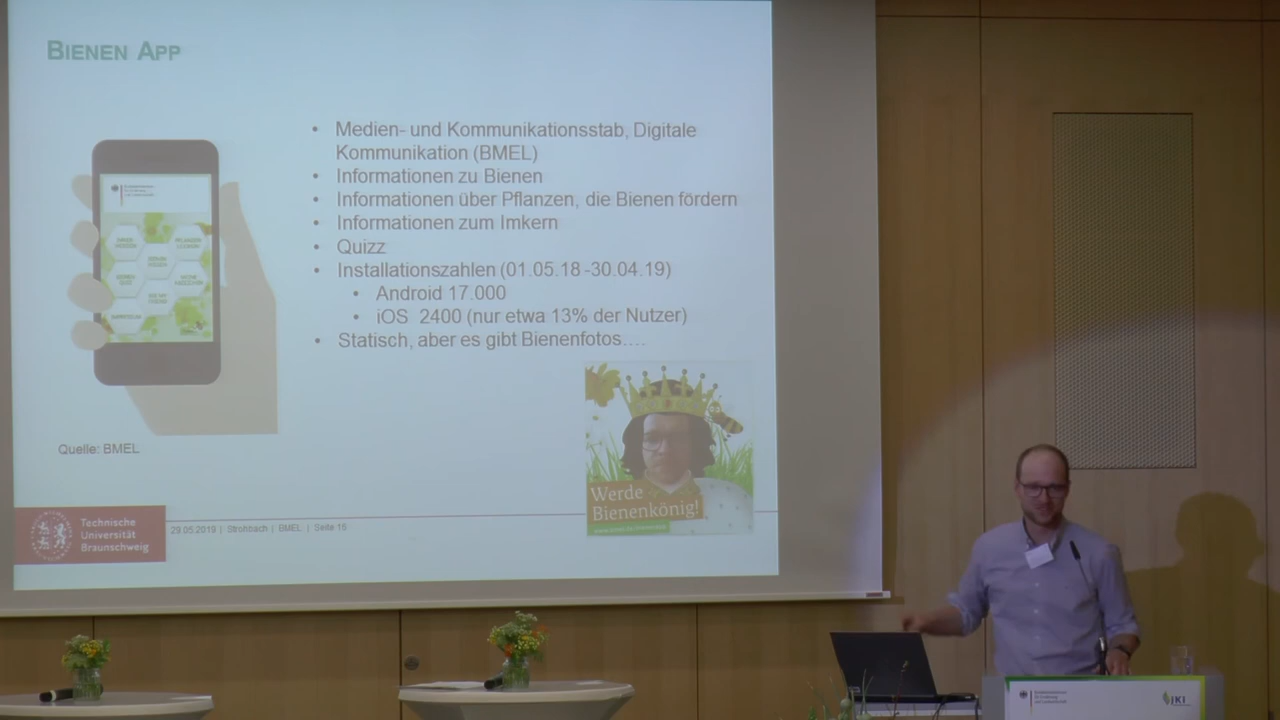 BIENEN APP
• Medien- und Kommunikationsstab, Digitale
Kommunikation (BMEL)
• Informationen zu Bienen
• Informationen über Pflanzen, die Bienen fördern
• Informationen zum Imkern
• Quizz
• Installationszahlen (01.05.18 -30.04.19)
• Android 17.000
• iOS 2400 (nur etwa 13% der Nutzer)
• Statisch, aber es gibt Bienenfotos....
Quelle: BMEL
Werde
Bienenkönig!
Technische
Universität
Braunschweig
29.05.2019 | Strohbach | BMEL | Seite 16
JKI